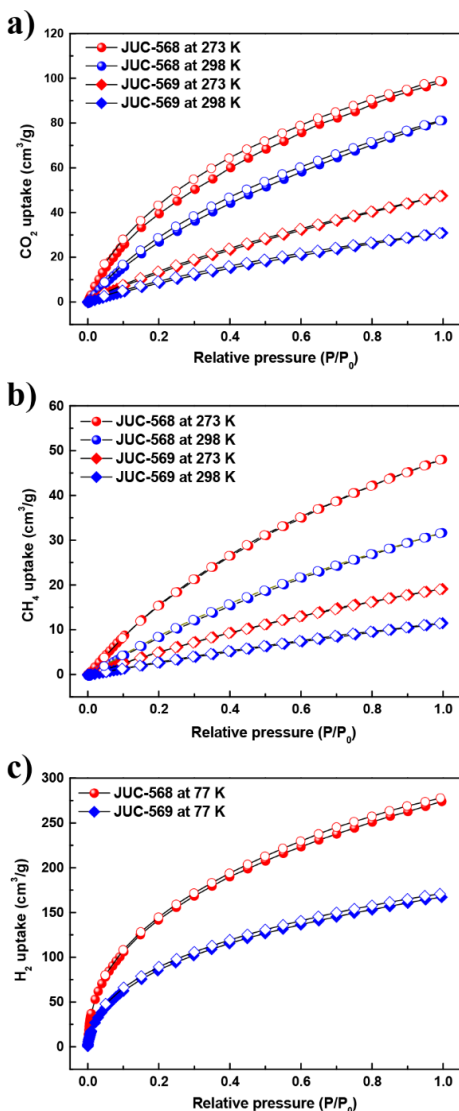 a)
120
100
80
60
40
20
0
CO₂ uptake (cm³/g)
JUC-568 at 273 K
JUC-568 at 298 K
JUC-569 at 273 K
JUC-569 at 298 K
0.0 0.2 0.4 0.6 0.8 1.0
Relative pressure (P/P₀)
b)
60
50
40
30
20
10
0
CH₄ uptake (cm³/g)
JUC-568 at 273 K
JUC-568 at 298 K
JUC-569 at 273 K
JUC-569 at 298 K
0.0 0.2 0.4 0.6 0.8 1.0
Relative pressure (P/P₀)
c)
300
250
200
150
100
50
0
H₂ uptake (cm³/g)
JUC-568 at 77 K
JUC-569 at 77 K
0.0 0.2 0.4 0.6 0.8 1.0
Relative pressure (P/P₀)